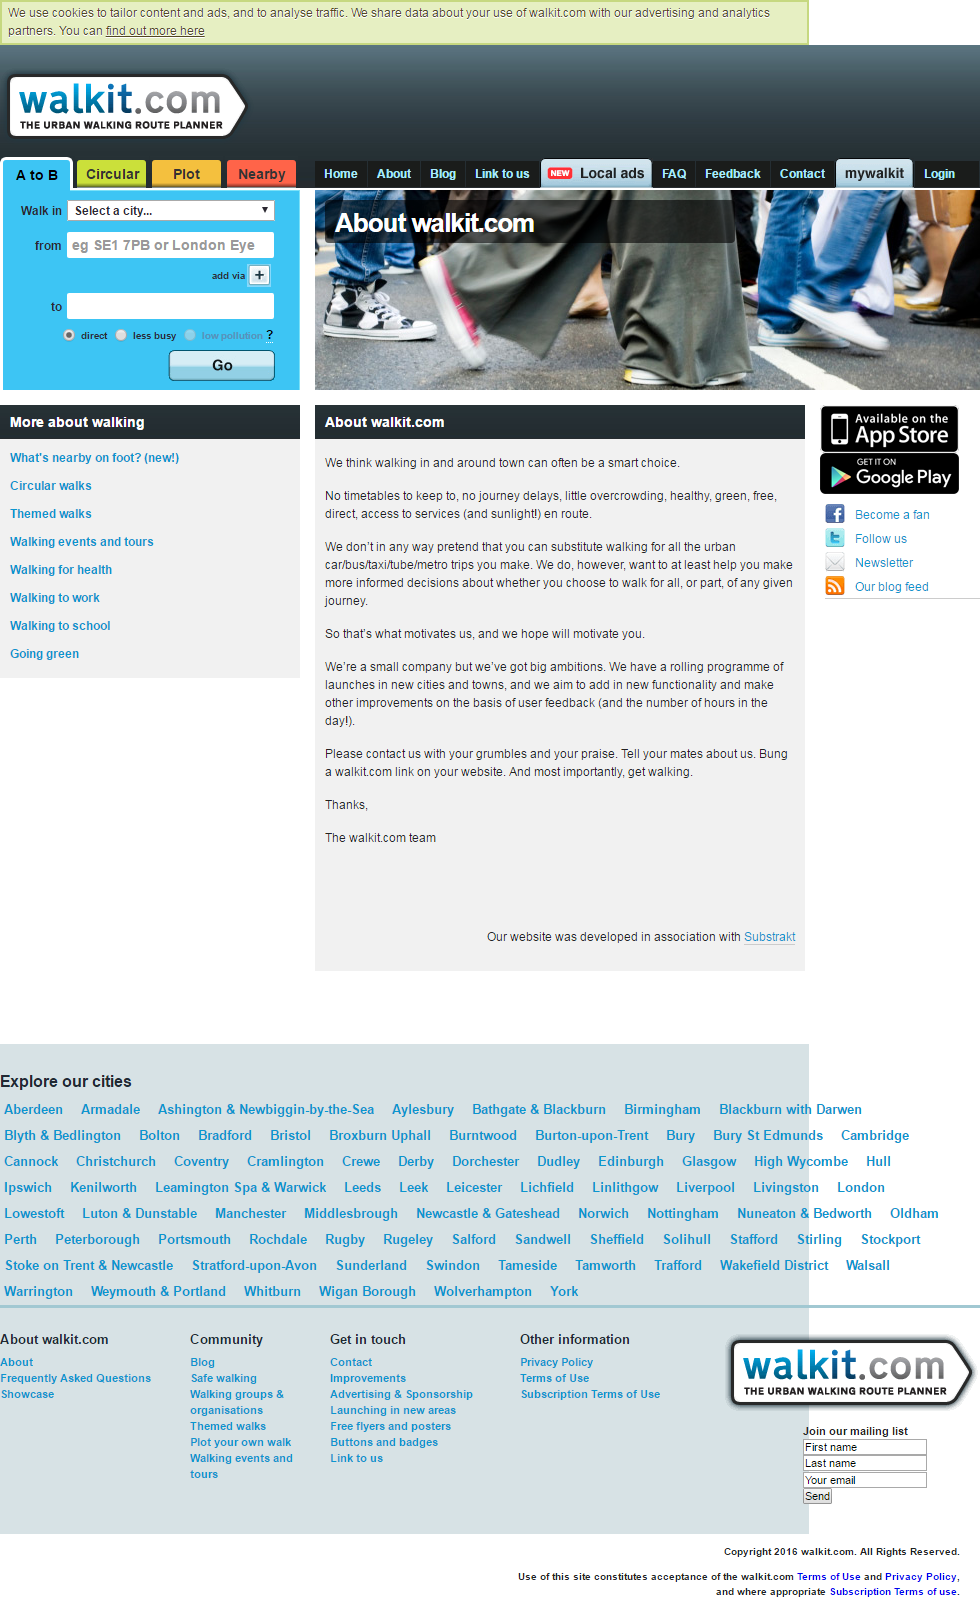 We use cookies to tailor content and ads, and to analyse traffic. We share data about your use of walkit.com with our advertising and analytics
partners. You can find out more here
walkit.com
THE URBAN WALKING ROUTE PLANNER
A to B Circular Plot Nearby
Home About Blog Link to us NEW Local ads FAQ Feedback Contact mywalkit Login
Walk in Select a city...
from eg SE1 7PB or London Eye
add via +
to
direct less busy low pollution ?
Go
About walkit.com
More about walking
What's nearby on foot? (new!)
Circular walks
Themed walks
Walking events and tours
Walking for health
Walking to work
Walking to school
Going green
About walkit.com
We think walking in and around town can often be a smart choice.
No timetables to keep to, no journey delays, little overcrowding, healthy, green, free,
direct, access to services (and sunlight!) en route.
We don’t in any way pretend that you can substitute walking for all the urban
car/bus/taxi/tube/metro trips you make. We do, however, want to at least help you make
more informed decisions about whether you choose to walk for all, or part, of any given
journey.
So that’s what motivates us, and we hope will motivate you.
We’re a small company but we’ve got big ambitions. We have a rolling programme of
launches in new cities and towns, and we aim to add in new functionality and make
other improvements on the basis of user feedback (and the number of hours in the
day!).
Please contact us with your grumbles and your praise. Tell your mates about us. Bung
a walkit.com link on your website. And most importantly, get walking.
Thanks,
The walkit.com team
Our website was developed in association with Substrakt
Available on the
App Store
GET IT ON
Google Play
Become a fan
Follow us
Newsletter
Our blog feed
Explore our cities
Aberdeen Armadale Ashington & Newbiggin-by-the-Sea Aylesbury Bathgate & Blackburn Birmingham Blackburn with Darwen
Blyth & Bedlington Bolton Bradford Bristol Broxburn Uphall Burntwood Burton-upon-Trent Bury Bury St Edmunds Cambridge
Cannock Christchurch Coventry Cramlington Crewe Derby Dorchester Dudley Edinburgh Glasgow High Wycombe Hull
Ipswich Kenilworth Leamington Spa & Warwick Leeds Leek Leicester Lichfield Linlithgow Liverpool Livingston London
Lowestoft Luton & Dunstable Manchester Middlesbrough Newcastle & Gateshead Norwich Nottingham Nuneaton & Bedworth Oldham
Perth Peterborough Portsmouth Rochdale Rugby Rugeley Salford Sandwell Sheffield Solihull Stafford Stirling Stockport
Stoke on Trent & Newcastle Stratford-upon-Avon Sunderland Swindon Tameside Tamworth Trafford Wakefield District Walsall
Warrington Weymouth & Portland Whitburn Wigan Borough Wolverhampton York
About walkit.com
About
Frequently Asked Questions
Showcase
Community
Blog
Safe walking
Walking groups &
organisations
Themed walks
Plot your own walk
Walking events and
tours
Get in touch
Contact
Improvements
Advertising & Sponsorship
Launching in new areas
Free flyers and posters
Buttons and badges
Link to us
Other information
Privacy Policy
Terms of Use
Subscription Terms of Use
walkit.com
THE URBAN WALKING ROUTE PLANNER
Join our mailing list
First name
Last name
Your email
Send
Copyright 2016 walkit.com. All Rights Reserved.
Use of this site constitutes acceptance of the walkit.com Terms of Use and Privacy Policy,
and where appropriate Subscription Terms of use.